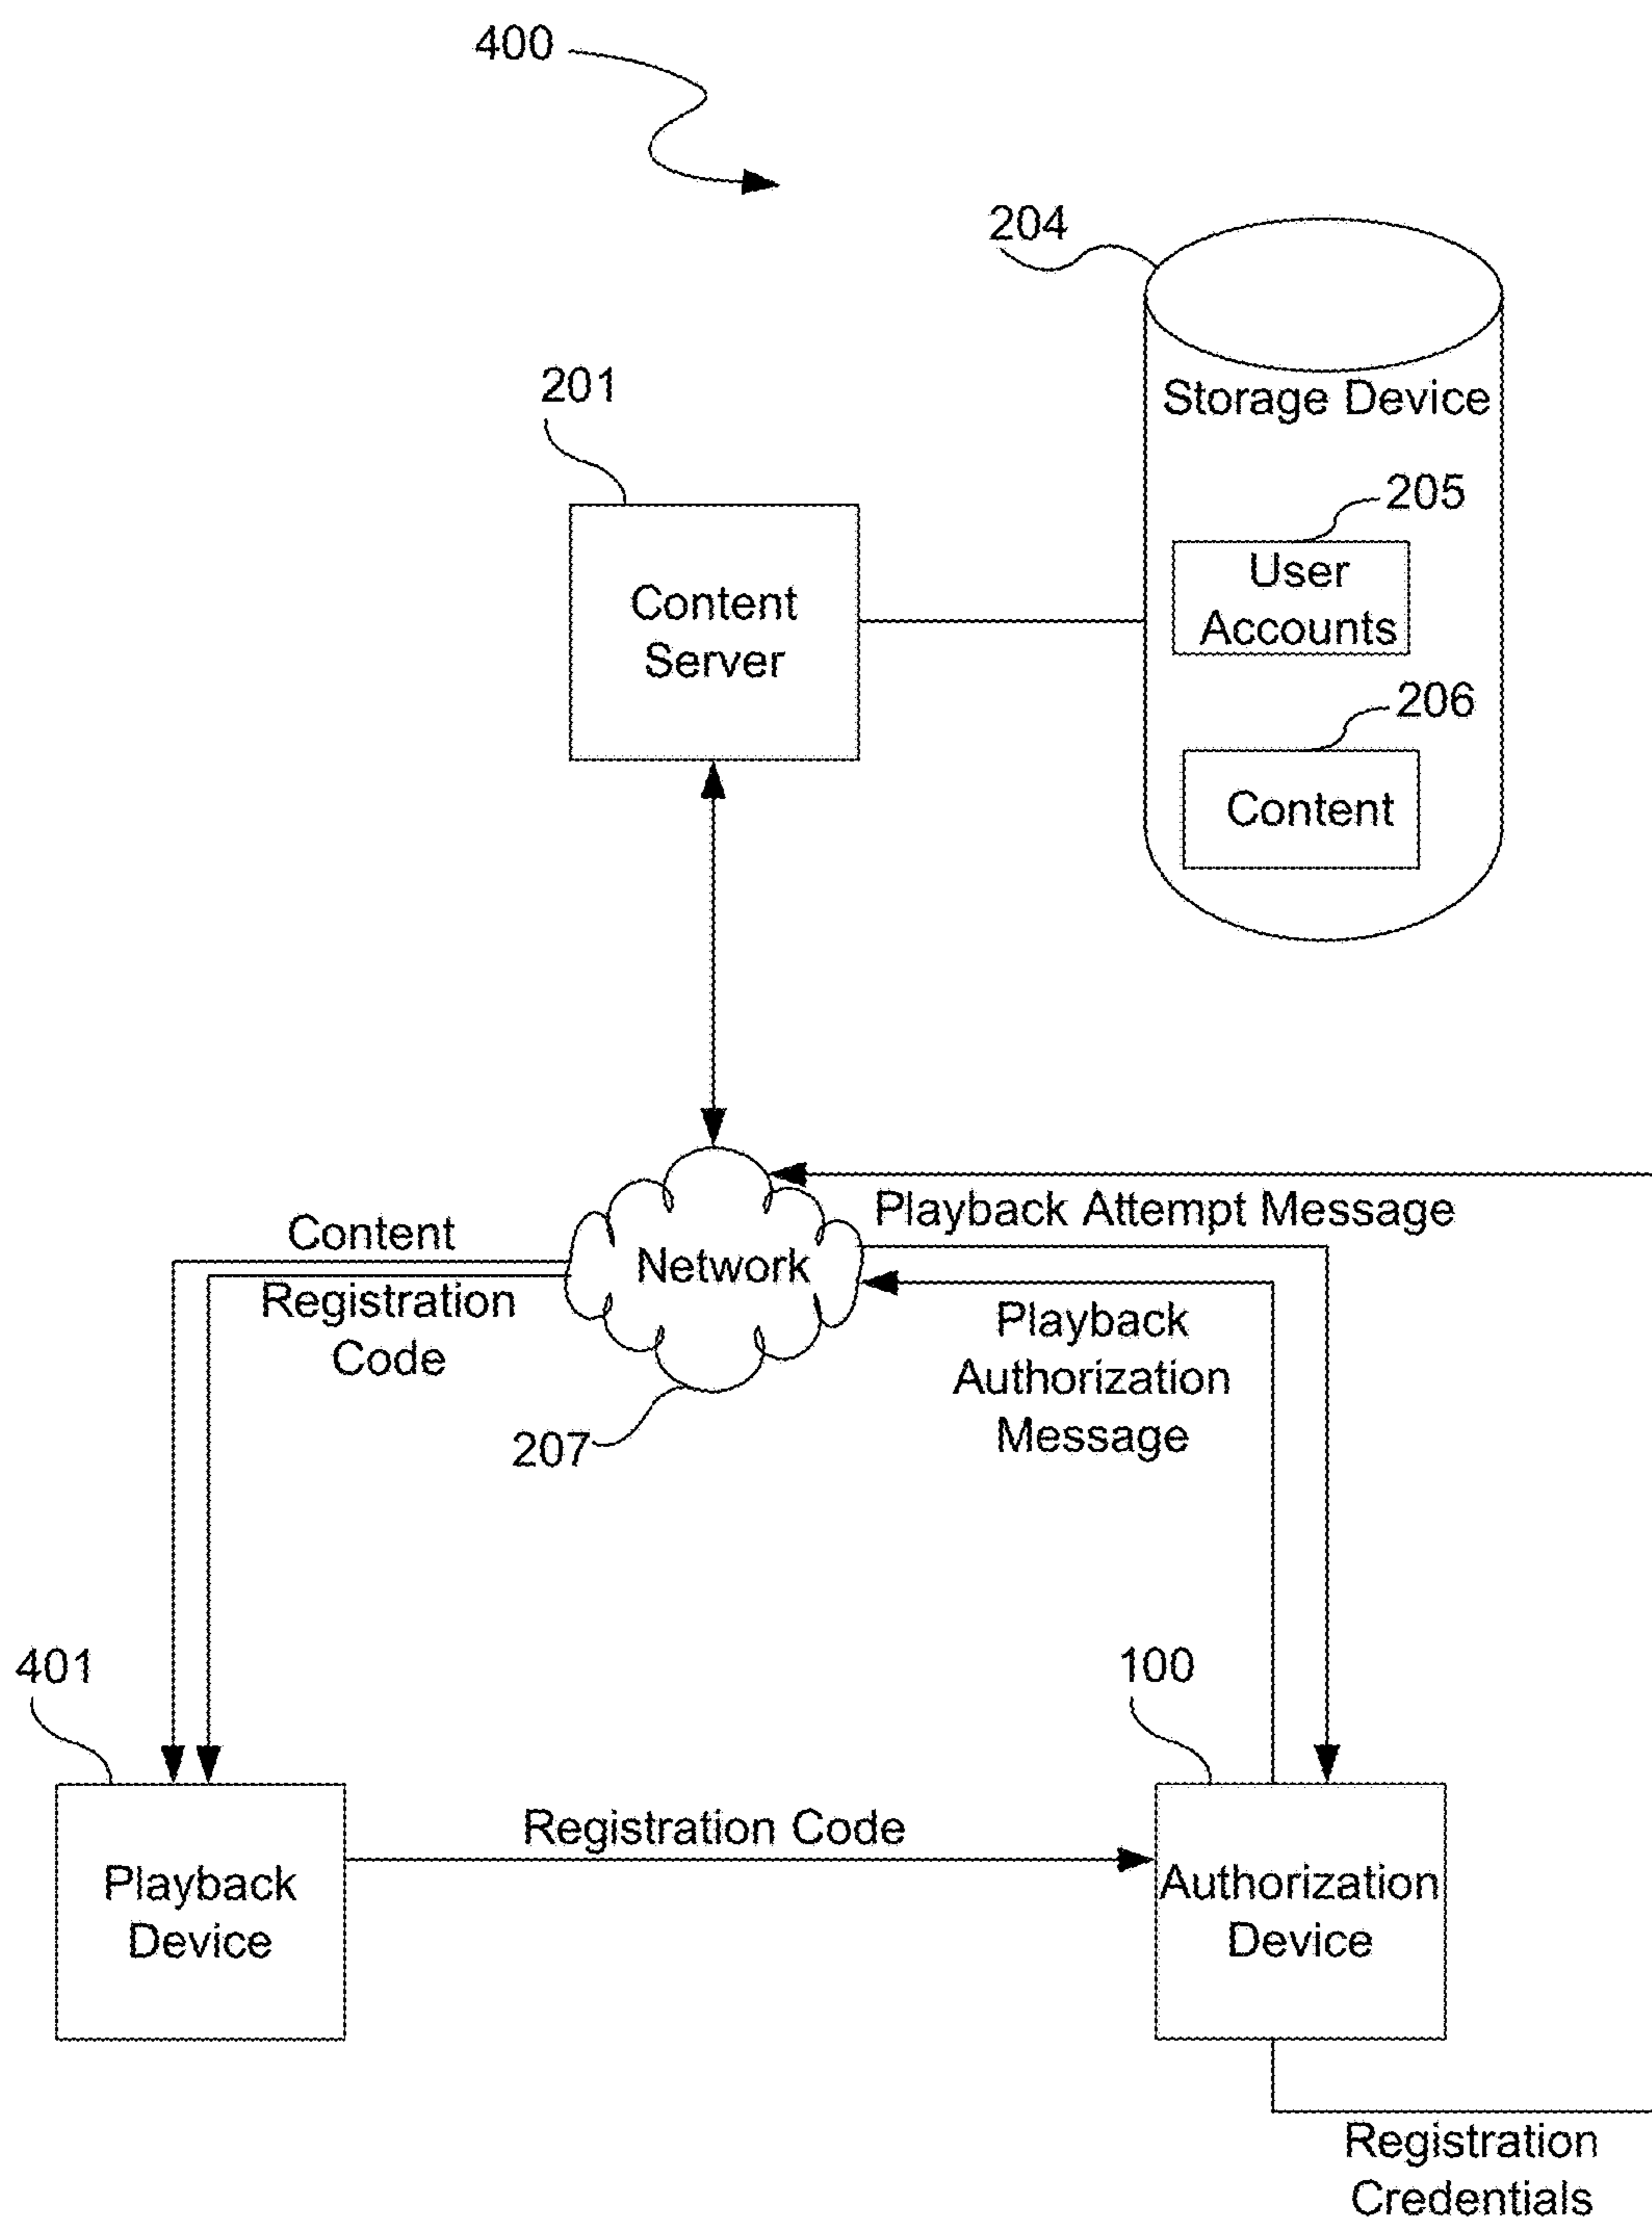 400
204
Storage Device
201
205
User
Accounts
Content
Server
206
Content
Playback Attempt Message
Content
Network
Registration
Code
Playback
Authorization
Message
207
401
100
Registration Code
Playback
Device
Authorization
Device
Registration
Credentials